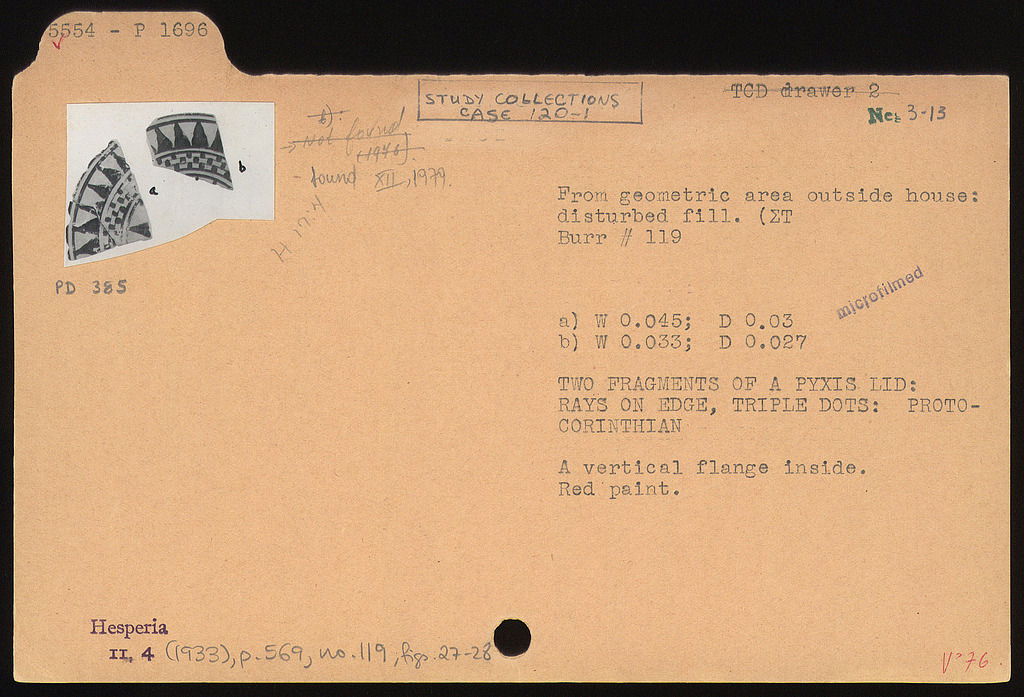 5554 - P 1696
STUDY COLLECTIONS
CASE 120-1
TCD drawer 2
Neg 3-13
b).
Not found
(1948).
- found XII, 1979.
a
b
H 17.4
PD 385
From geometric area outside house:
disturbed fill. (ΣT
Burr # 119
microfilmed
a) W 0.045; D 0.03
b) W 0.033; D 0.027
TWO FRAGMENTS OF A PYXIS LID:
RAYS ON EDGE, TRIPLE DOTS: PROTO-
CORINTHIAN
A vertical flange inside.
Red paint.
Hesperia
II, 4 (1933), p. 569, no. 119, figs. 27-28
V°76